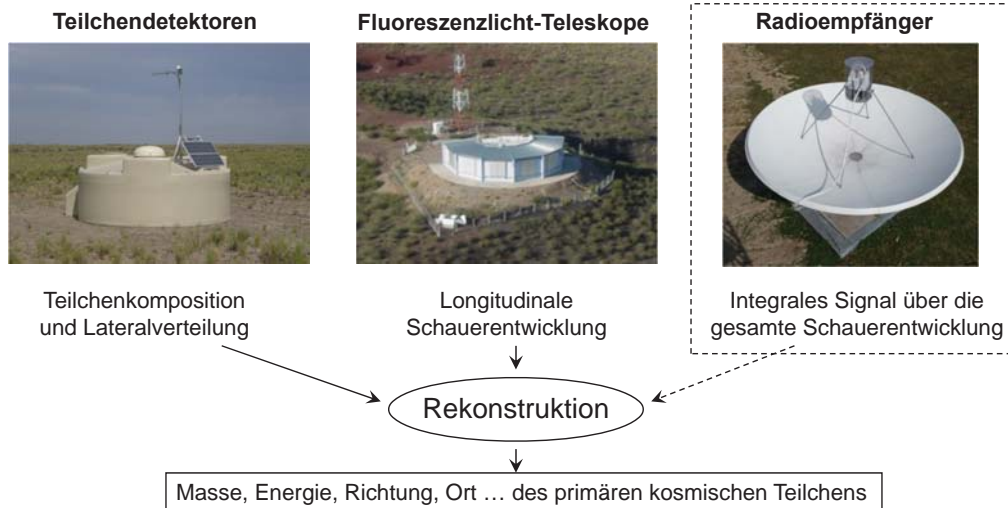 Teilchendetektoren
Fluoreszenzlicht-Teleskope
Radioempfänger
Teilchenkomposition
und Lateralverteilung
Longitudinale
Schauerentwicklung
Integrales Signal über die
gesamte Schauerentwicklung
Rekonstruktion
Masse, Energie, Richtung, Ort … des primären kosmischen Teilchens